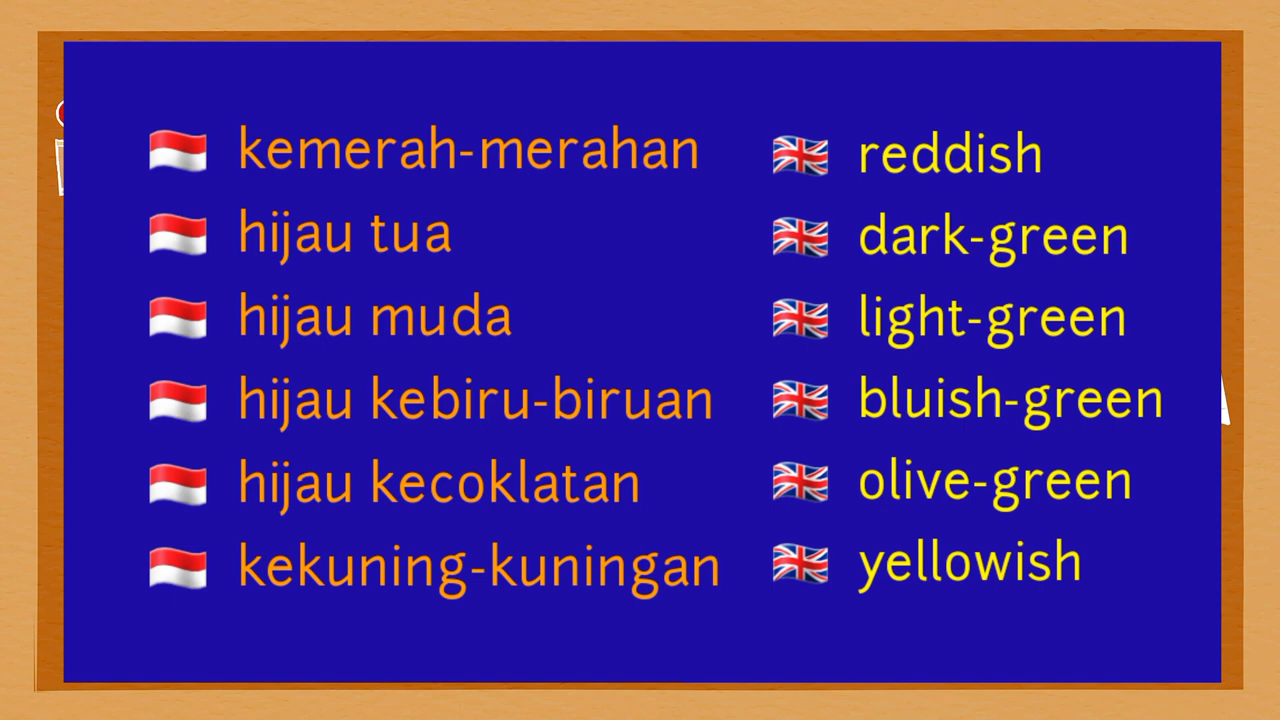 kemerah-merahan reddish
hijau tua dark-green
hijau muda light-green
hijau kebiru-biruan bluish-green
hijau kecoklatan olive-green
kekuning-kuningan yellowish